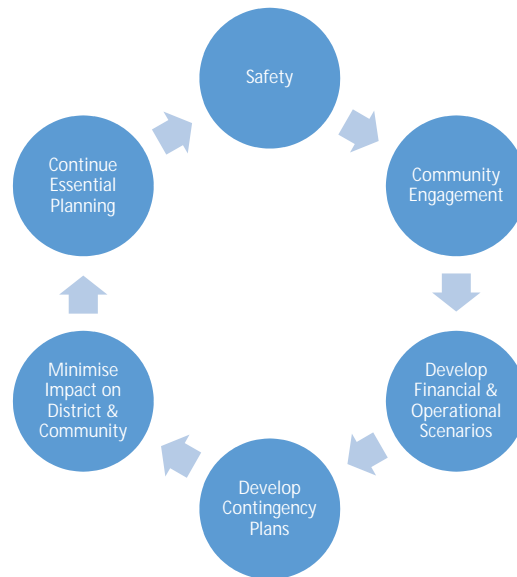 Safety
Community
Engagement
Develop
Financial &
Operational
Scenarios
Develop
Contingency
Plans
Minimise
Impact on
District &
Community
Continue
Essential
Planning